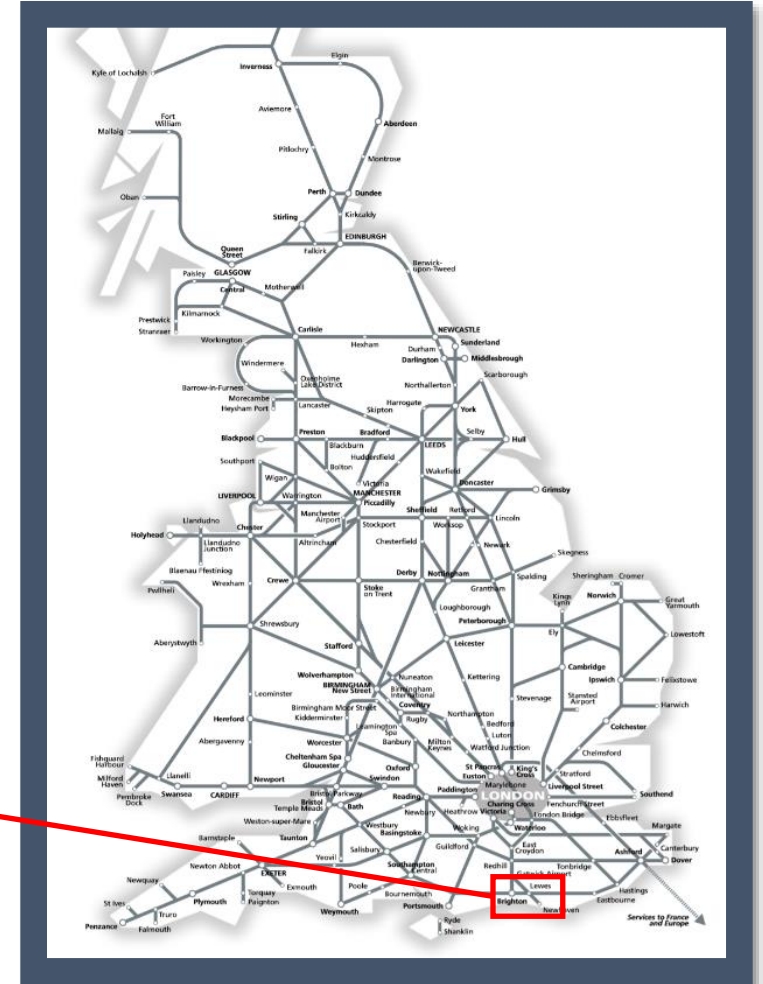 Elgin
Inverness
Kyle of Lochalsh
Aviemore
Fort
William
Aberdeen
Mallaig
Pitlochry
Montrose
Perth
Dundee
Oban
Kirkcaldy
Stirling
EDINBURGH
Queen
Street
Falkirk
Berwick-
upon-Tweed
Paisley
GLASGOW
Central
Motherwell
Prestwick
Kilmarnock
Stranraer
Carlisle
NEWCASTLE
Workington
Hexham
Sunderland
Durham
Darlington
Middlesbrough
Windermere
Scarborough
Oxenholme
Lake District
Barrow-in-Furness
Northallerton
Morecambe
Lancaster
Harrogate
York
Heysham Port
Skipton
Preston
Bradford
Selby
Blackpool
Blackburn
LEEDS
Hull
Huddersfield
Southport
Bolton
Wakefield
Wigan
Victoria
Doncaster
MANCHESTER
Piccadilly
Grimsby
LIVERPOOL
Warrington
Manchester
Airport
Sheffield
Retford
Llandudno
Stockport
Worksop
Lincoln
Holyhead
Chester
Llandudno
Junction
Altrincham
Chesterfield
Newark
Skegness
Blaenau Ffestiniog
Derby
Nottingham
Spalding
Sheringham
Cromer
Pwllheli
Wrexham
Crewe
Stoke
on Trent
Grantham
Kings
Lynn
Norwich
Great
Yarmouth
Loughborough
Peterborough
Shrewsbury
Ely
Lowestoft
Aberystwyth
Stafford
Leicester
Cambridge
Wolverhampton
Nuneaton
Kettering
Ipswich
Felixstowe
BIRMINGHAM
New Street
Birmingham
International
Leominster
Stevenage
Stansted
Airport
Harwich
Birmingham Moor Street
Coventry
Kidderminster
Rugby
Northampton
Hereford
Leamington
Spa
Bedford
Colchester
Abergavenny
Worcester
Banbury
Milton
Keynes
Luton
Watford Junction
Chelmsford
Fishguard
Harbour
Cheltenham Spa
Gloucester
Oxford
St Pancras
King's
Cross
Euston
Stratford
Milford
Haven
Llanelli
Swindon
Marylebone
Liverpool Street
Pembroke
Dock
Swansea
CARDIFF
Newport
Bristol Parkway
Reading
Paddington
LONDON
Southend
Bristol
Temple Meads
Bath
Newbury
Heathrow
Victoria
Charing Cross
Fenchurch Street
London Bridge
Ebbsfleet
Weston-super-Mare
Westbury
Basingstoke
Woking
Waterloo
Margate
Barnstaple
Taunton
Salisbury
Guildford
East
Croydon
Canterbury
Yeovil
Redhill
Tonbridge
Ashford
Dover
Newton Abbot
EXETER
Southampton
Central
Gatwick Airport
Newquay
Exmouth
Poole
Lewes
Hastings
St Ives
Plymouth
Torquay
Paignton
Bournemouth
Brighton
Eastbourne
Truro
Weymouth
Portsmouth
Newhaven
Penzance
Falmouth
Ryde
Shanklin
Services to France
and Europe